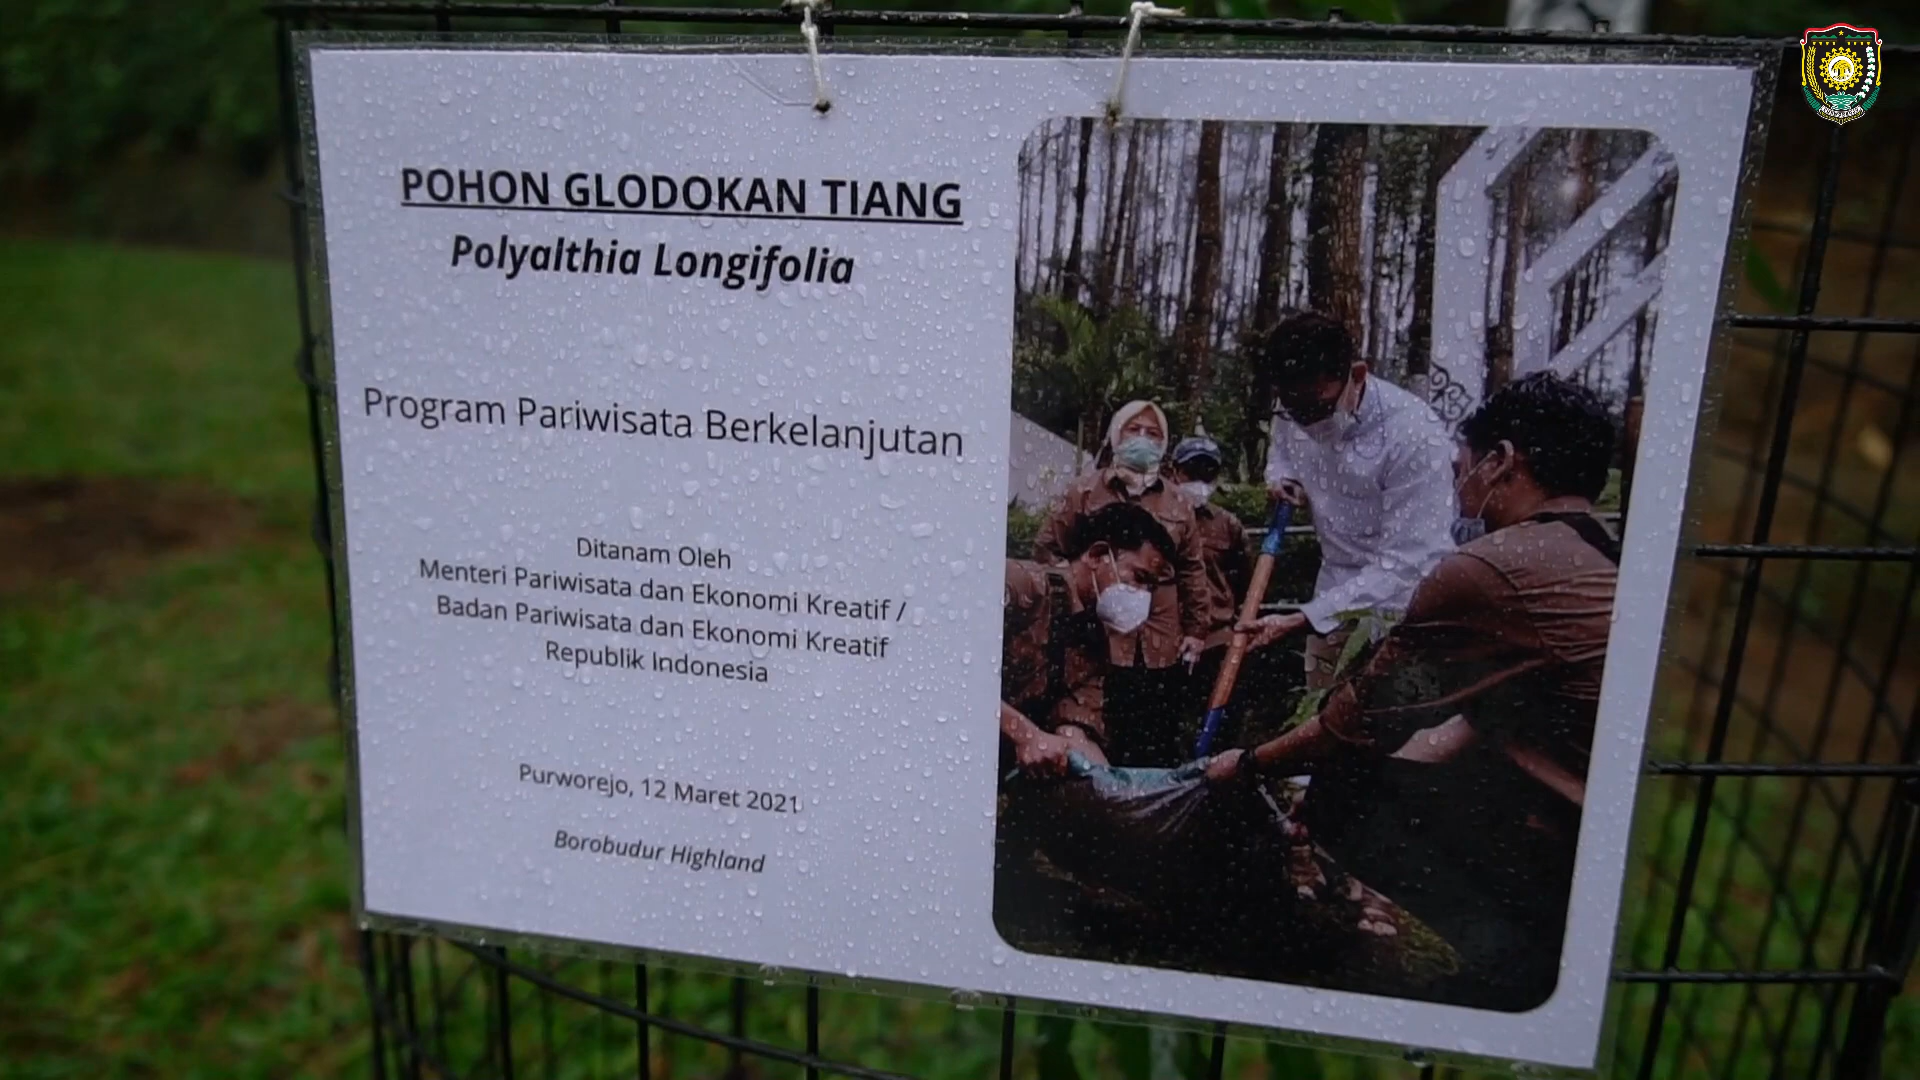 POHON GLODOKAN TIANG
Polyalthia Longifolia
Program Pariwisata Berkelanjutan
Ditanam Oleh
Menteri Pariwisata dan Ekonomi Kreatif /
Badan Pariwisata dan Ekonomi Kreatif
Republik Indonesia
Purworejo, 12 Maret 2021
Borobudur Highland